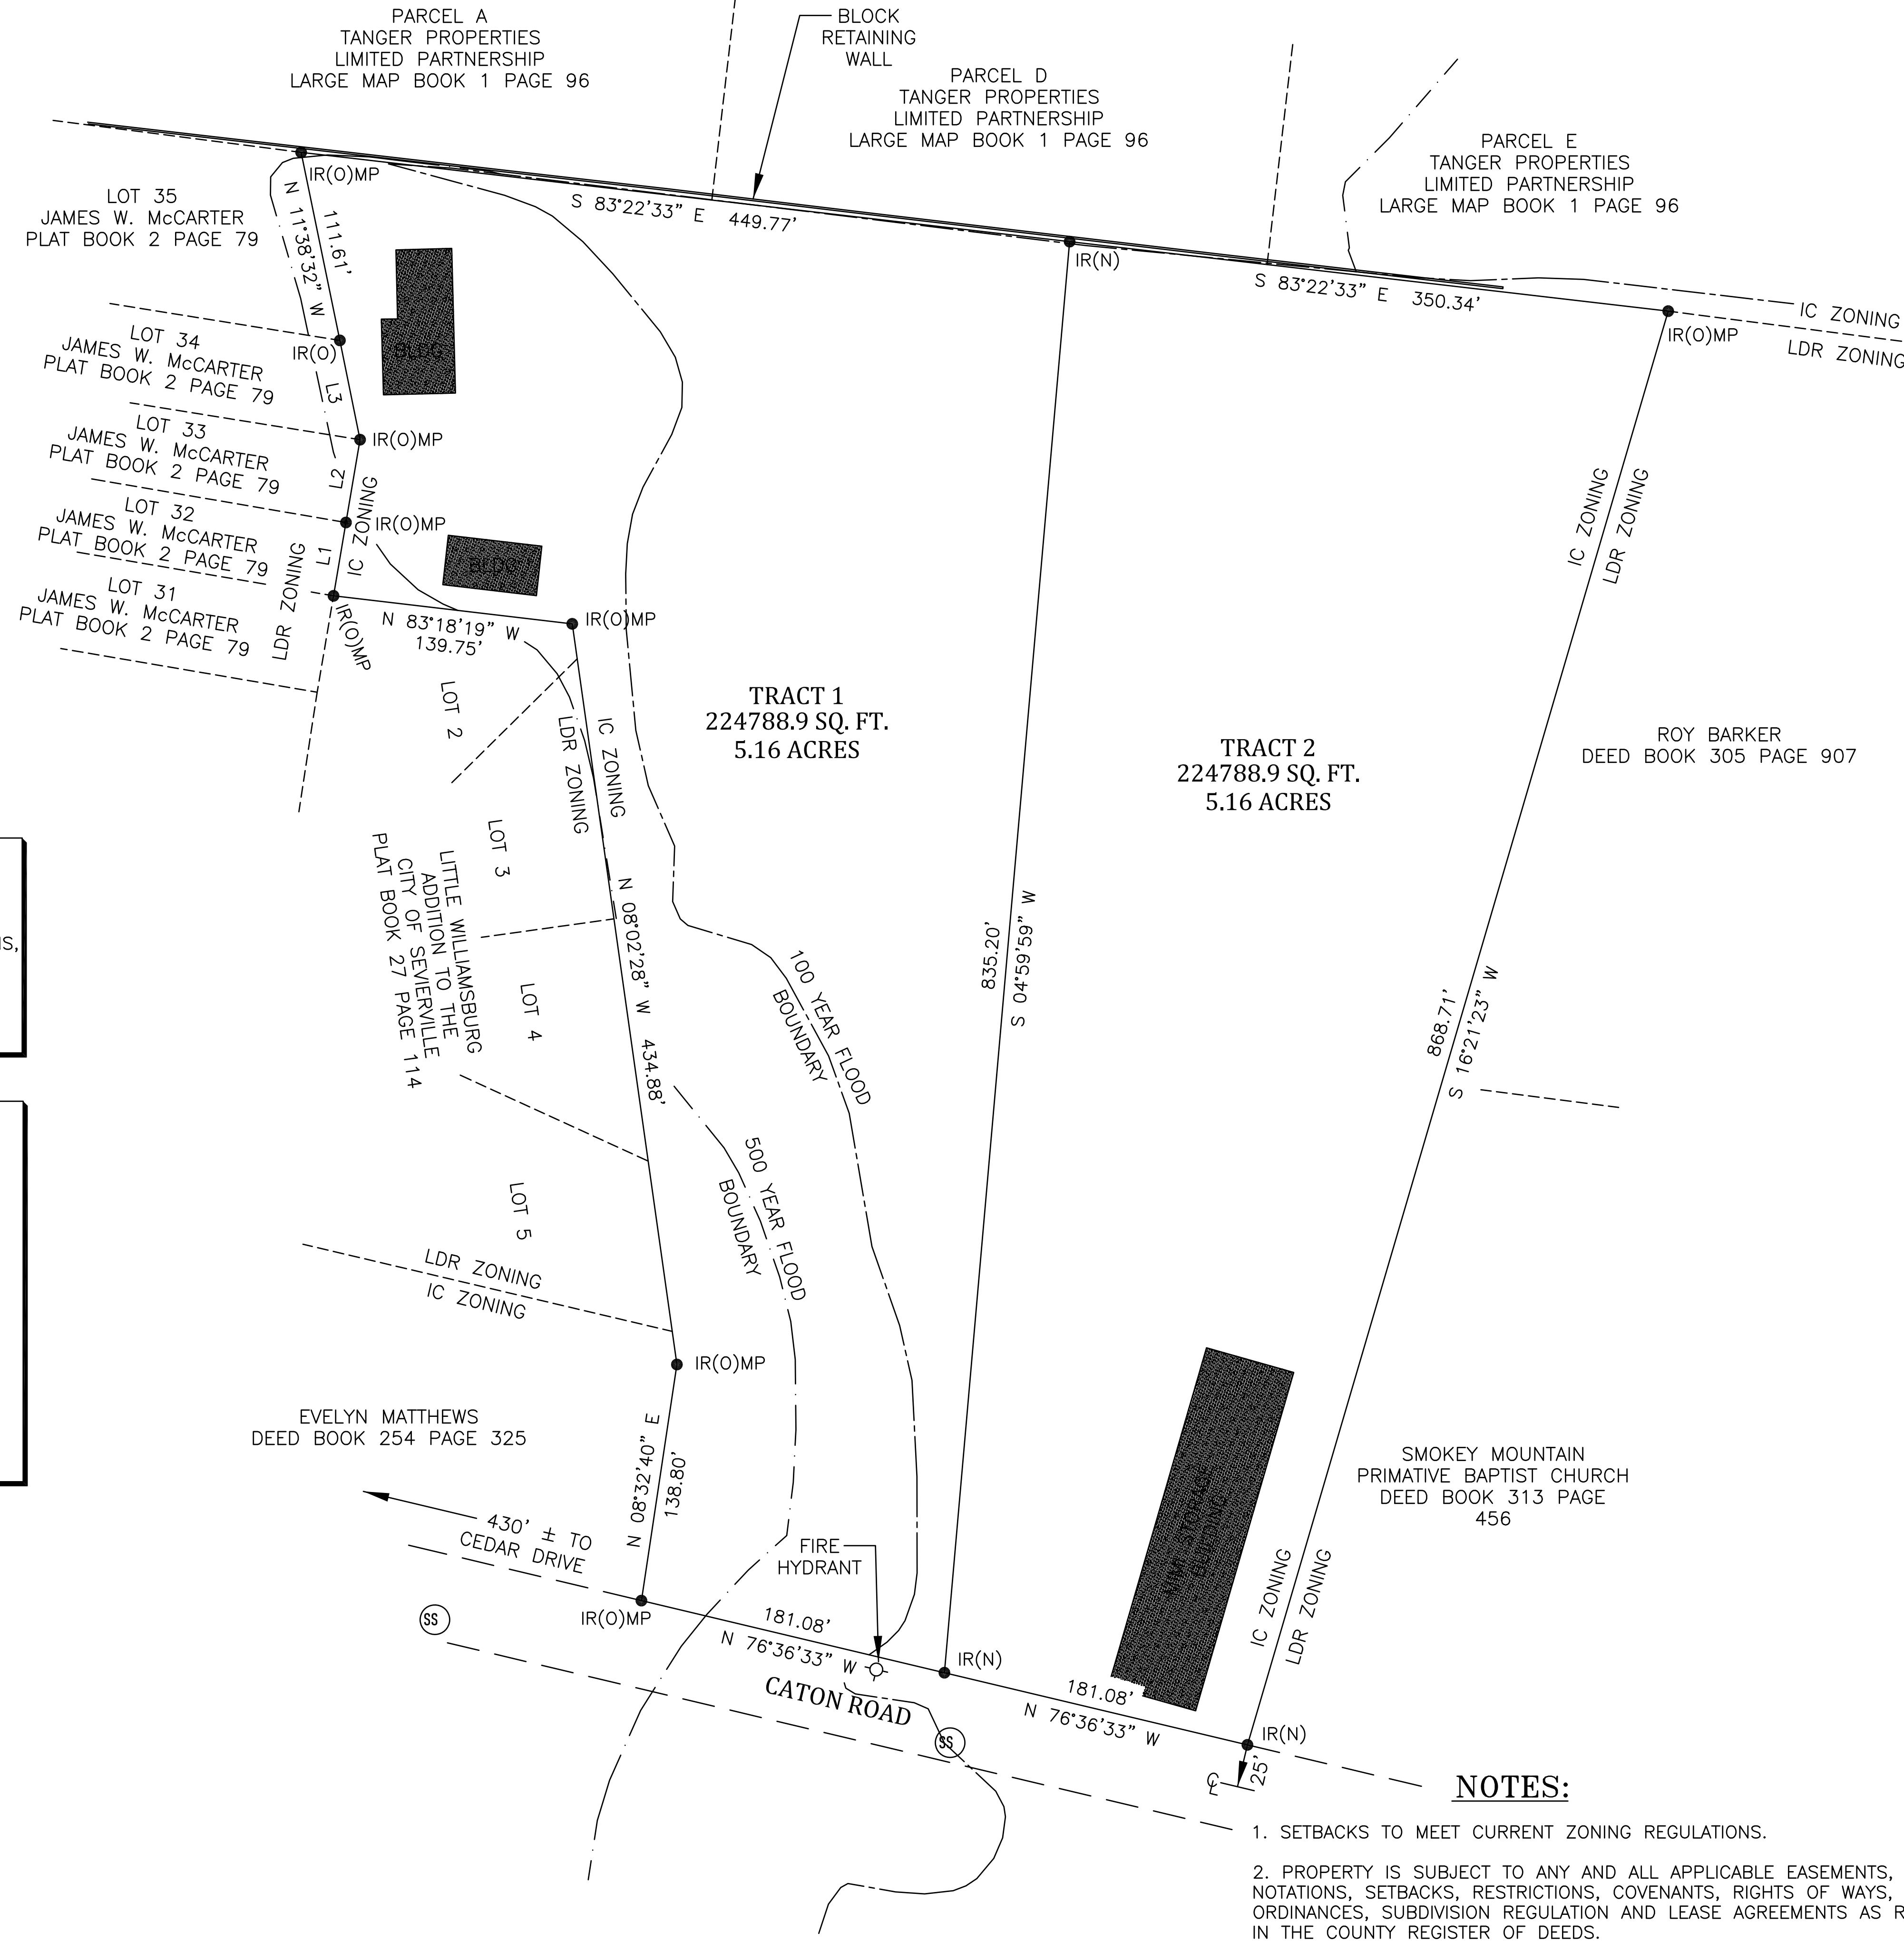 PARCEL A
TANGER PROPERTIES
LIMITED PARTNERSHIP
LARGE MAP BOOK 1 PAGE 96
BLOCK
RETAINING
WALL
PARCEL D
TANGER PROPERTIES
LIMITED PARTNERSHIP
LARGE MAP BOOK 1 PAGE 96
PARCEL E
TANGER PROPERTIES
LIMITED PARTNERSHIP
LARGE MAP BOOK 1 PAGE 96
IR(O)MP
S 83°22'33" E 449.77'
IR(N)
S 83°22'33" E 350.34'
IC ZONING
LDR ZONING
IR(O)MP
LOT 35
JAMES W. McCARTER
PLAT BOOK 2 PAGE 79
N 11°38'32" W
111.61'
BLDG
IR(O)
LOT 34
JAMES W. McCARTER
PLAT BOOK 2 PAGE 79
L3
IR(O)MP
LOT 33
JAMES W. McCARTER
PLAT BOOK 2 PAGE 79
L2
IC ZONING
IR(O)MP
LOT 32
JAMES W. McCARTER
PLAT BOOK 2 PAGE 79
L1
BLDG
LDR ZONING
LOT 31
JAMES W. McCARTER
PLAT BOOK 2 PAGE 79
IR(O)MP
N 83°18'19" W
139.75'
IR(O)MP
IC ZONING
LDR ZONING
LOT 2
LDR ZONING
IC ZONING
TRACT 1
224788.9 SQ. FT.
5.16 ACRES
TRACT 2
224788.9 SQ. FT.
5.16 ACRES
ROY BARKER
DEED BOOK 305 PAGE 907
LOT 3
LITTLE WILLIAMSBURG
ADDITION TO THE
CITY OF SEVIERVILLE
PLAT BOOK 27 PAGE 114
N 08°02'28" W 434.88'
IS,
835.20'
S 04°59'59" W
868.71'
S 16°21'23" W
LOT 4
100 YEAR FLOOD
BOUNDARY
500 YEAR FLOOD
BOUNDARY
LOT 5
LDR ZONING
IC ZONING
IR(O)MP
EVELYN MATTHEWS
DEED BOOK 254 PAGE 325
N 08°32'40" E
138.80'
430' ± TO
CEDAR DRIVE
FIRE
HYDRANT
MINI STORAGE
BUILDING
SMOKEY MOUNTAIN
PRIMATIVE BAPTIST CHURCH
DEED BOOK 313 PAGE
456
IC ZONING
LDR ZONING
SS
IR(O)MP
181.08'
N 76°36'33" W
IR(N)
CATON ROAD
SS
181.08'
N 76°36'33" W
IR(N)
CL
25'
NOTES:
1. SETBACKS TO MEET CURRENT ZONING REGULATIONS.
2. PROPERTY IS SUBJECT TO ANY AND ALL APPLICABLE EASEMENTS,
NOTATIONS, SETBACKS, RESTRICTIONS, COVENANTS, RIGHTS OF WAYS,
ORDINANCES, SUBDIVISION REGULATION AND LEASE AGREEMENTS AS R
IN THE COUNTY REGISTER OF DEEDS.